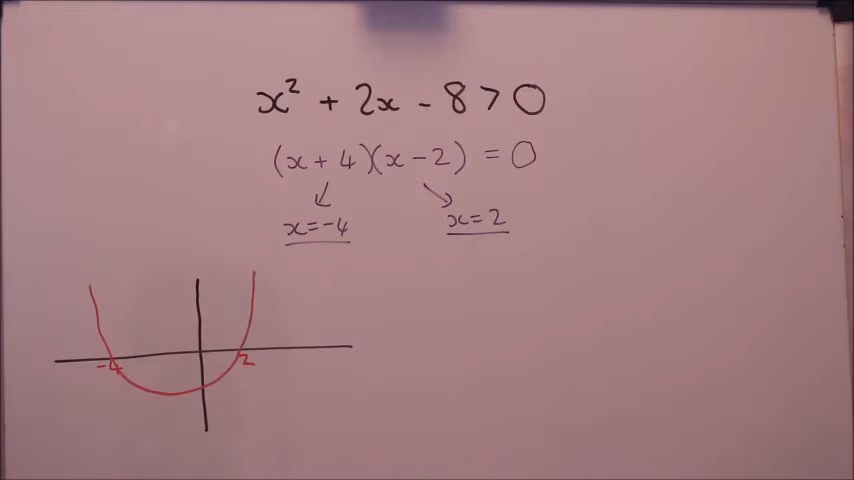 x² + 2x - 8 > 0
(x + 4)(x - 2) = 0
x = -4 x = 2
-4 2